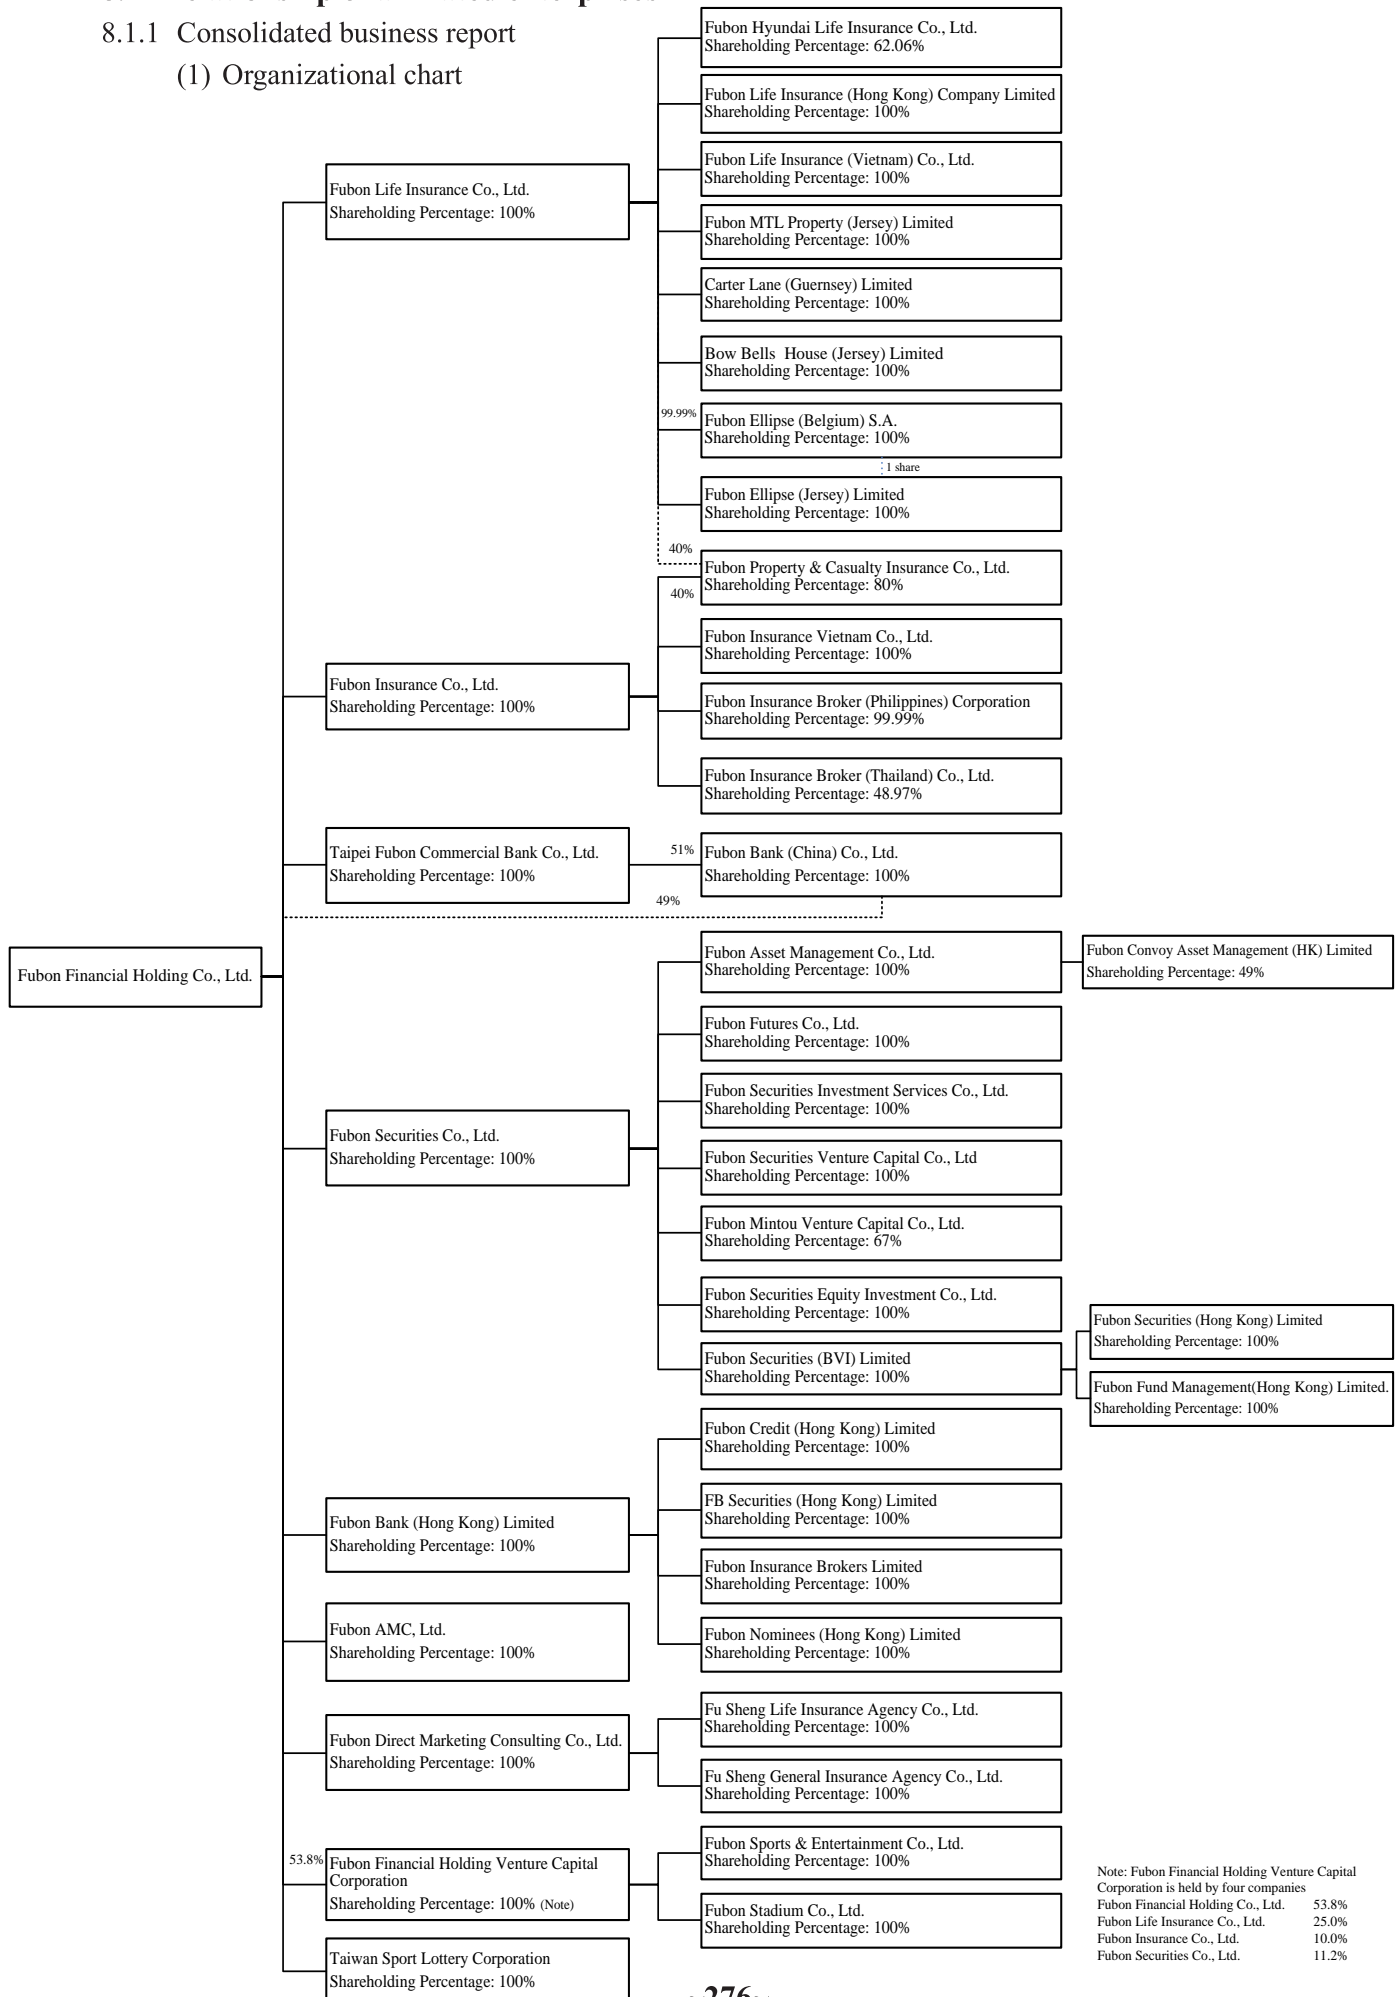 8.1.1 Consolidated business report
(1) Organizational chart
Fubon Financial Holding Co., Ltd.
Fubon Life Insurance Co., Ltd.
Shareholding Percentage: 100%
Fubon Hyundai Life Insurance Co., Ltd.
Shareholding Percentage: 62.06%
Fubon Life Insurance (Hong Kong) Company Limited
Shareholding Percentage: 100%
Fubon Life Insurance (Vietnam) Co., Ltd.
Shareholding Percentage: 100%
Fubon MTL Property (Jersey) Limited
Shareholding Percentage: 100%
Carter Lane (Guernsey) Limited
Shareholding Percentage: 100%
Bow Bells House (Jersey) Limited
Shareholding Percentage: 100%
99.99%
Fubon Ellipse (Belgium) S.A.
Shareholding Percentage: 100%
1 share
Fubon Ellipse (Jersey) Limited
Shareholding Percentage: 100%
40%
Fubon Property & Casualty Insurance Co., Ltd.
Shareholding Percentage: 80%
40%
Fubon Insurance Co., Ltd.
Shareholding Percentage: 100%
Fubon Insurance Vietnam Co., Ltd.
Shareholding Percentage: 100%
Fubon Insurance Broker (Philippines) Corporation
Shareholding Percentage: 99.99%
Fubon Insurance Broker (Thailand) Co., Ltd.
Shareholding Percentage: 48.97%
Taipei Fubon Commercial Bank Co., Ltd.
Shareholding Percentage: 100%
51%
Fubon Bank (China) Co., Ltd.
Shareholding Percentage: 100%
49%
Fubon Securities Co., Ltd.
Shareholding Percentage: 100%
Fubon Asset Management Co., Ltd.
Shareholding Percentage: 100%
Fubon Convoy Asset Management (HK) Limited
Shareholding Percentage: 49%
Fubon Futures Co., Ltd.
Shareholding Percentage: 100%
Fubon Securities Investment Services Co., Ltd.
Shareholding Percentage: 100%
Fubon Securities Venture Capital Co., Ltd
Shareholding Percentage: 100%
Fubon Mintou Venture Capital Co., Ltd.
Shareholding Percentage: 67%
Fubon Securities Equity Investment Co., Ltd.
Shareholding Percentage: 100%
Fubon Securities (BVI) Limited
Shareholding Percentage: 100%
Fubon Securities (Hong Kong) Limited
Shareholding Percentage: 100%
Fubon Fund Management(Hong Kong) Limited.
Shareholding Percentage: 100%
Fubon Bank (Hong Kong) Limited
Shareholding Percentage: 100%
Fubon Credit (Hong Kong) Limited
Shareholding Percentage: 100%
FB Securities (Hong Kong) Limited
Shareholding Percentage: 100%
Fubon Insurance Brokers Limited
Shareholding Percentage: 100%
Fubon Nominees (Hong Kong) Limited
Shareholding Percentage: 100%
Fubon AMC, Ltd.
Shareholding Percentage: 100%
Fubon Direct Marketing Consulting Co., Ltd.
Shareholding Percentage: 100%
Fu Sheng Life Insurance Agency Co., Ltd.
Shareholding Percentage: 100%
Fu Sheng General Insurance Agency Co., Ltd.
Shareholding Percentage: 100%
53.8%
Fubon Financial Holding Venture Capital
Corporation
Shareholding Percentage: 100% (Note)
Fubon Sports & Entertainment Co., Ltd.
Shareholding Percentage: 100%
Fubon Stadium Co., Ltd.
Shareholding Percentage: 100%
Taiwan Sport Lottery Corporation
Shareholding Percentage: 100%
Note: Fubon Financial Holding Venture Capital
Corporation is held by four companies
Fubon Financial Holding Co., Ltd. 53.8%
Fubon Life Insurance Co., Ltd. 25.0%
Fubon Insurance Co., Ltd. 10.0%
Fubon Securities Co., Ltd. 11.2%
276